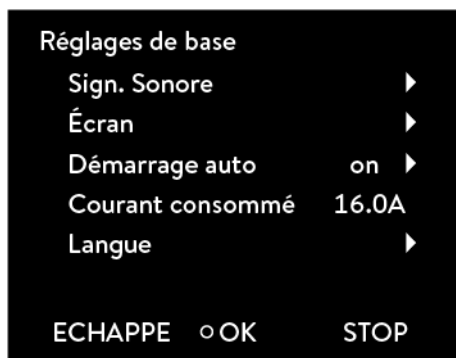 Réglages de base
Sign. Sonore
Écran
Démarrage auto on
Courant consommé 16.0A
Langue
ECHAPPE OK STOP